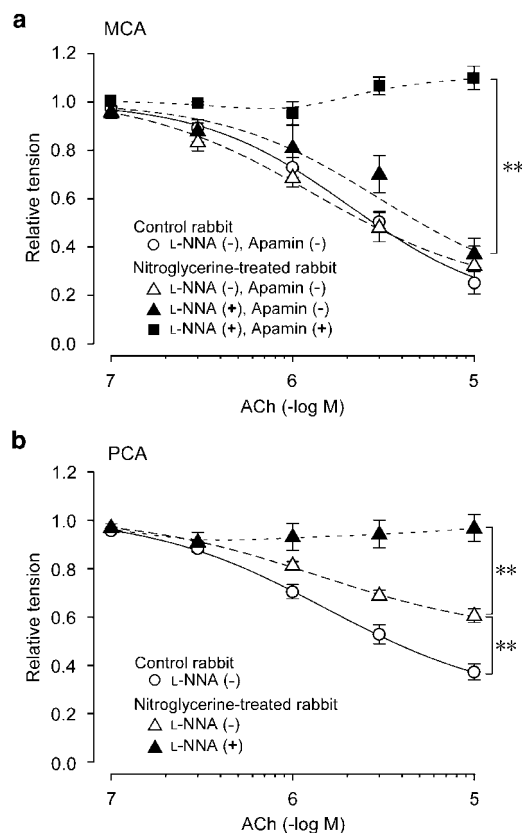 a
MCA
1.2
1.0
0.8
0.6
0.4
0.2
0.0
Relative tension
**
Control rabbit
L-NNA (-), Apamin (-)
Nitroglycerine-treated rabbit
L-NNA (-), Apamin (-)
L-NNA (+), Apamin (-)
L-NNA (+), Apamin (+)
7 6 5
ACh (-log M)
b
PCA
1.2
1.0
0.8
0.6
0.4
0.2
0.0
Relative tension
**
**
Control rabbit
L-NNA (-)
Nitroglycerine-treated rabbit
L-NNA (-)
L-NNA (+)
7 6 5
ACh (-log M)